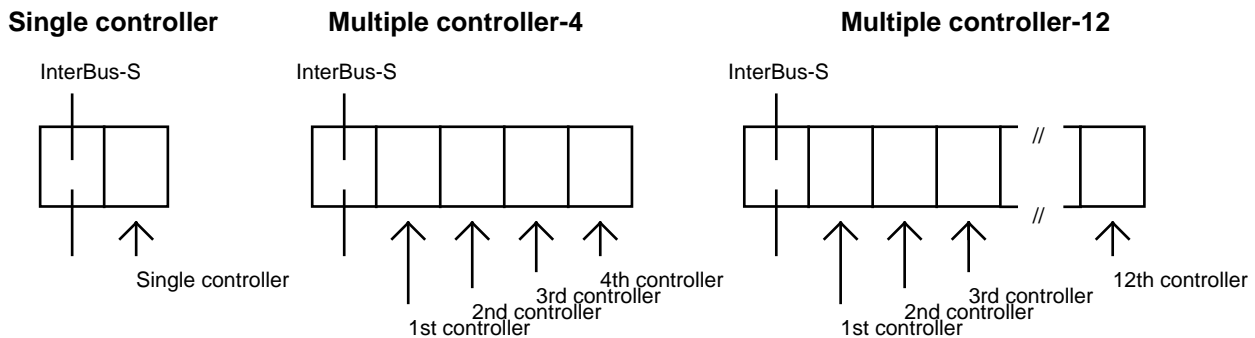 Single controller
Multiple controller-4
Multiple controller-12
InterBus-S
InterBus-S
InterBus-S
//
//
Single controller
4th controller
3rd controller
2nd controller
1st controller
12th controller
3rd controller
2nd controller
1st controller